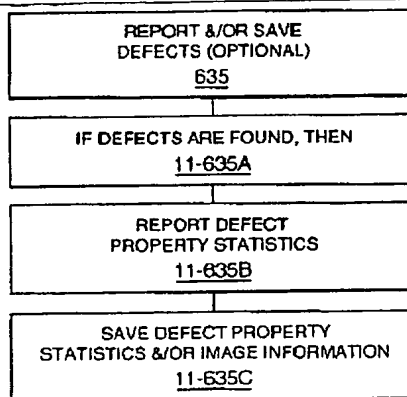 REPORT &/OR SAVE
DEFECTS (OPTIONAL)
635
IF DEFECTS ARE FOUND, THEN
11-635A
REPORT DEFECT
PROPERTY STATISTICS
11-635B
SAVE DEFECT PROPERTY
STATISTICS &/OR IMAGE INFORMATION
11-635C